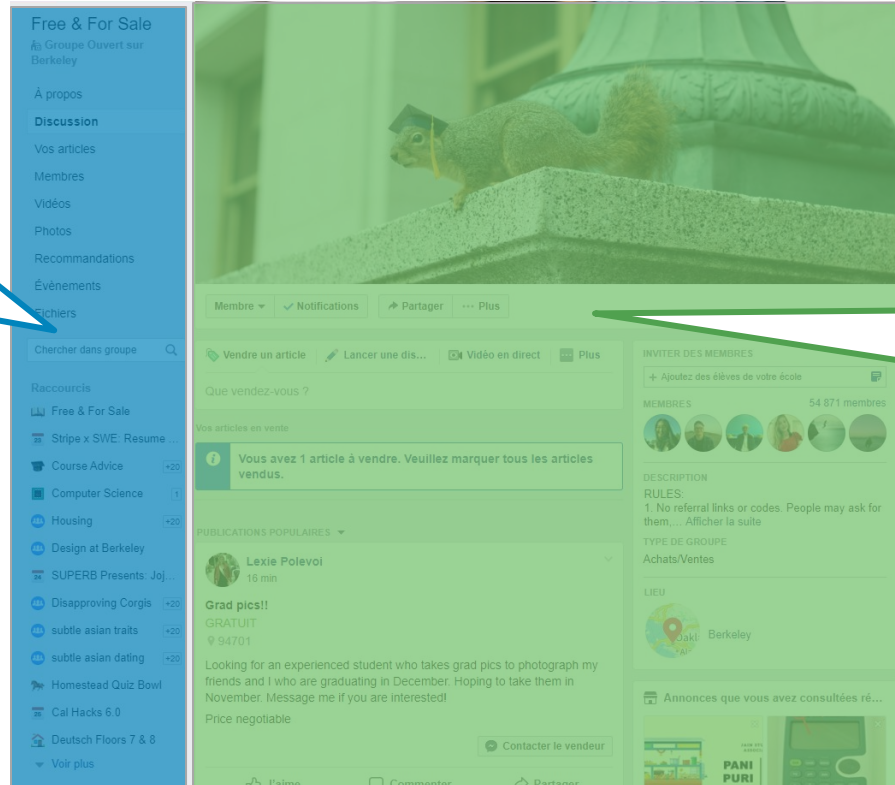 Free & For Sale
Groupe Ouvert sur
Berkeley
À propos
Discussion
Vos articles
Membres
Vidéos
Photos
Recommandations
Évènements
Fichiers
Chercher dans groupe
Raccourcis
Free & For Sale
Stripe x SWE: Resume ...
Course Advice +20
Computer Science 1
Housing +20
Design at Berkeley
SUPERB Presents: Joj...
Disapproving Corgis +20
subtle asian traits +20
subtle asian dating +20
Homestead Quiz Bowl
Cal Hacks 6.0
Deutsch Floors 7 & 8
Voir plus
Membre Notifications Partager ··· Plus
Vendre un article Lancer une dis... Vidéo en direct Plus
Que vendez-vous ?
Vos articles en vente
Vous avez 1 article à vendre. Veuillez marquer tous les articles
vendus.
PUBLICATIONS POPULAIRES
Lexie Polevoi
16 min
Grad pics!!
GRATUIT
94701
Looking for an experienced student who takes grad pics to photograph my
friends and I who are graduating in December. Hoping to take them in
November. Message me if you are interested!
Price negotiable
Contacter le vendeur
J'aime Commenter Partager
INVITER DES MEMBRES
+ Ajoutez des élèves de votre école
MEMBRES 54 871 membres
DESCRIPTION
RULES:
1. No referral links or codes. People may ask for
them,... Afficher la suite
TYPE DE GROUPE
Achats/Ventes
LIEU
Oakl
Berkeley
Annonces que vous avez consultées ré...
PANI
PURI